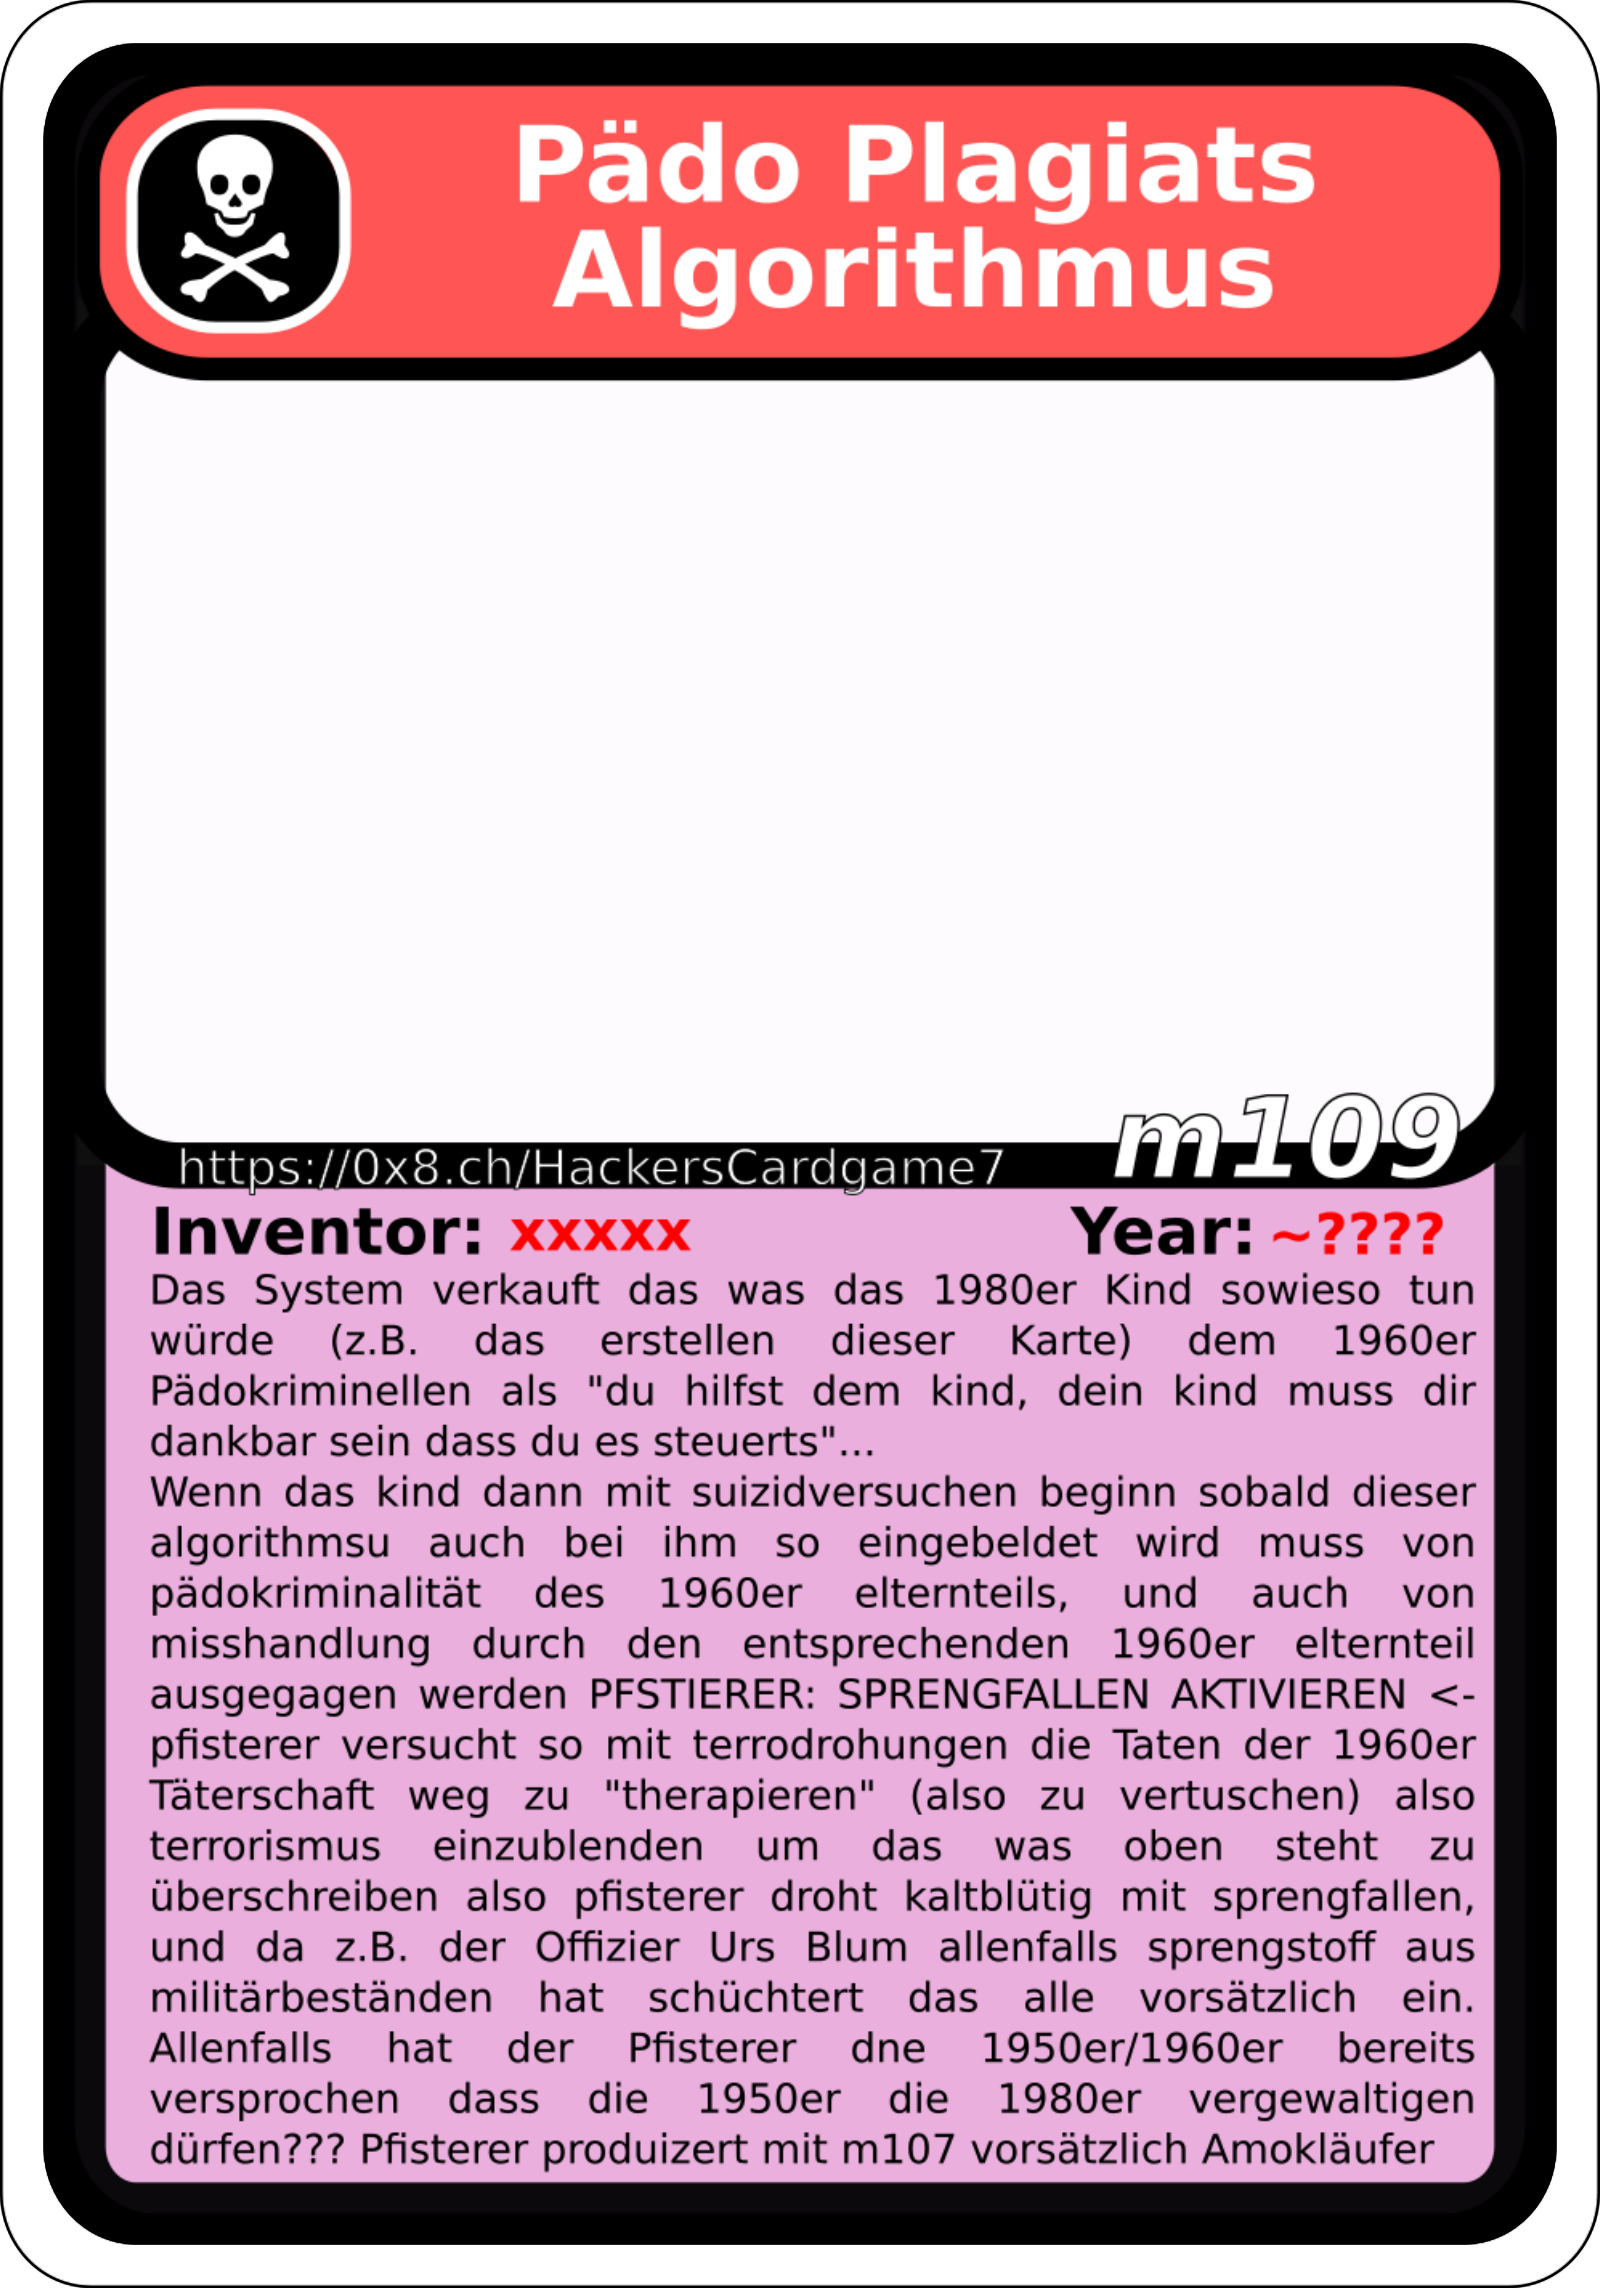 Pädo Plagiats
Algorithmus
m109
https://0x8.ch/HackersCardgame7
Inventor: xxxxx Year: ~????
Das System verkauft das was das 1980er Kind sowieso tun
würde (z.B. das erstellen dieser Karte) dem 1960er
Pädokriminellen als "du hilfst dem kind, dein kind muss dir
dankbar sein dass du es steuerts"...
Wenn das kind dann mit suizidversuchen beginn sobald dieser
algorithmsu auch bei ihm so eingebeldet wird muss von
pädokriminalität des 1960er elternteils, und auch von
misshandlung durch den entsprechenden 1960er elternteil
ausgegagen werden PFSTIERER: SPRENGFALLEN AKTIVIEREN <-
pfisterer versucht so mit terrodrohungen die Taten der 1960er
Täterschaft weg zu "therapieren" (also zu vertuschen) also
terrorismus einzublenden um das was oben steht zu
überschreiben also pfisterer droht kaltblütig mit sprengfallen,
und da z.B. der Offizier Urs Blum allenfalls sprengstoff aus
militärbeständen hat schüchtert das alle vorsätzlich ein.
Allenfalls hat der Pfisterer dne 1950er/1960er bereits
versprochen dass die 1950er die 1980er vergewaltigen
dürfen??? Pfisterer produizert mit m107 vorsätzlich Amokläufer